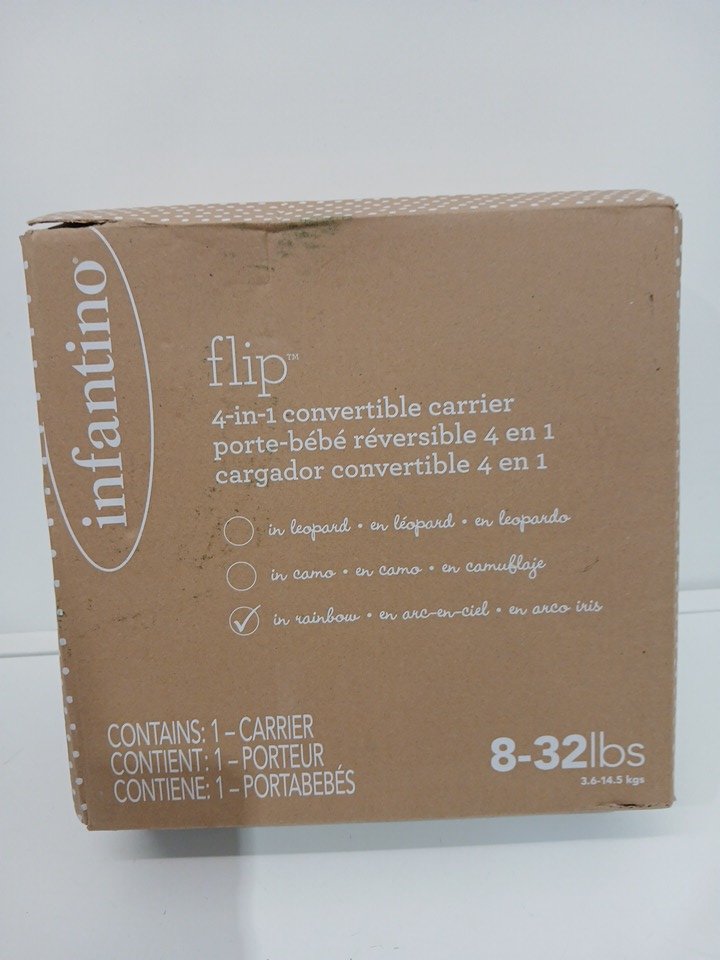 infantino
flip™
4-in-1 convertible carrier
porte-bébé réversible 4 en 1
cargador convertible 4 en 1
in leopard • en léopard • en leopardo
in camo • en camo • en camuflaje
in rainbow • en arc-en-ciel • en arco iris
CONTAINS: 1 – CARRIER
CONTIENT: 1 – PORTEUR
CONTIENE: 1 – PORTABEBÉS
8-32lbs
3.6-14.5 kgs